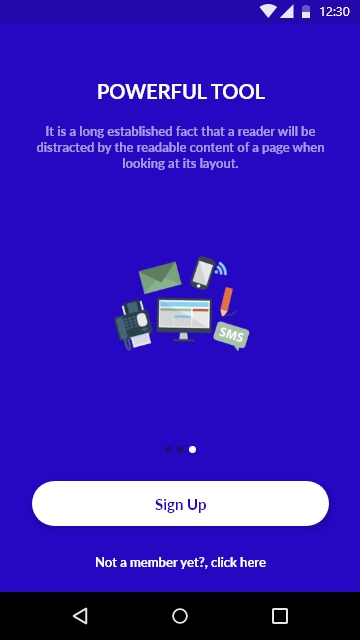 12:30
POWERFUL TOOL
It is a long established fact that a reader will be
distracted by the readable content of a page when
looking at its layout.
SMS
Sign Up
Not a member yet?, click here